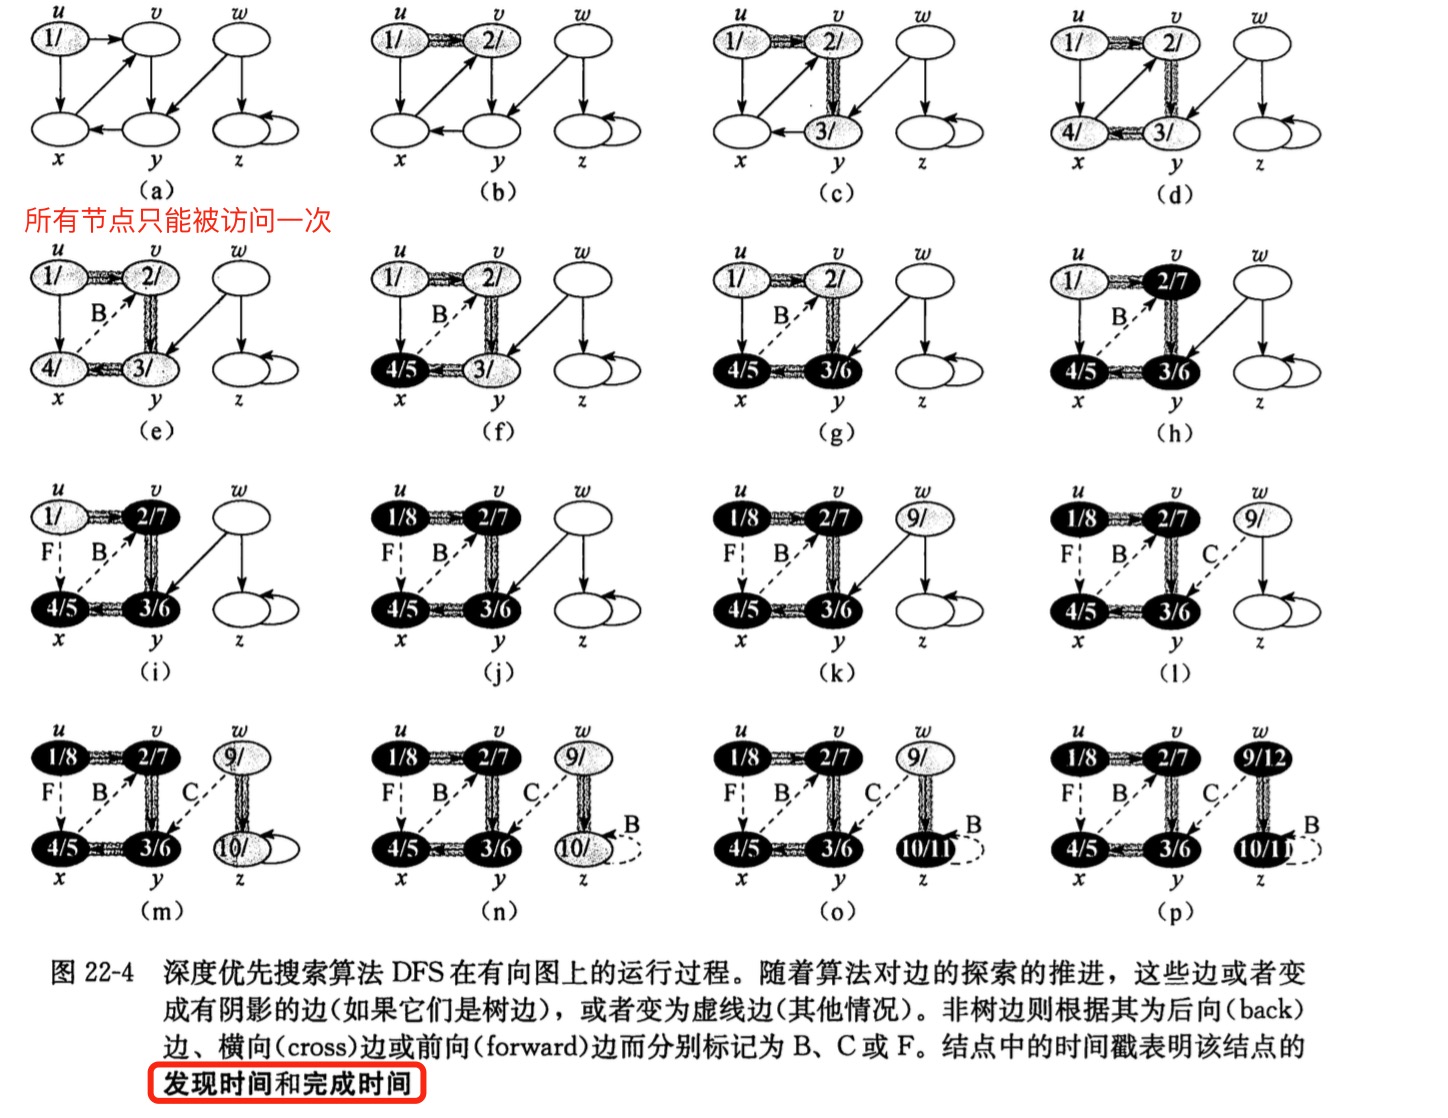 u v w u v w u v w u v w
1/ 1/ 2/ 1/ 2/ 1/ 2/
3/ 4/ 3/
x y z x y z x y z x y z
(a) (b) (c) (d)
所有节点只能被访问一次
u v w u v w u v w u v w
1/ 2/ 1/ 2/ 1/ 2/ 1/ 2/7
B B B B
4/ 3/ 4/5 3/ 4/5 3/6 4/5 3/6
x y z x y z x y z x y z
(e) (f) (g) (h)
u v w u v w u v w u v w
1/ 2/7 1/8 2/7 1/8 2/7 9/ 1/8 2/7 9/
F B F B F B F B C
4/5 3/6 4/5 3/6 4/5 3/6 4/5 3/6
x y z x y z x y z x y z
(i) (j) (k) (l)
u v w u v w u v w u v w
1/8 2/7 9/ 1/8 2/7 9/ 1/8 2/7 9/ 1/8 2/7 9/12
F B C F B C B F B C B F B C B
4/5 3/6 10/ 4/5 3/6 10/ 4/5 3/6 10/11 4/5 3/6 10/11
x y z x y z x y z x y z
(m) (n) (o) (p)
图 22-4 深度优先搜索算法 DFS 在有向图上的运行过程。随着算法对边的探索的推进，这些边或者变
成有阴影的边(如果它们是树边)，或者变为虚线边(其他情况)。非树边则根据其为后向(back)
边、横向(cross)边或前向(forward)边而分别标记为 B、C 或 F。结点中的时间戳表明该结点的
发现时间和完成时间